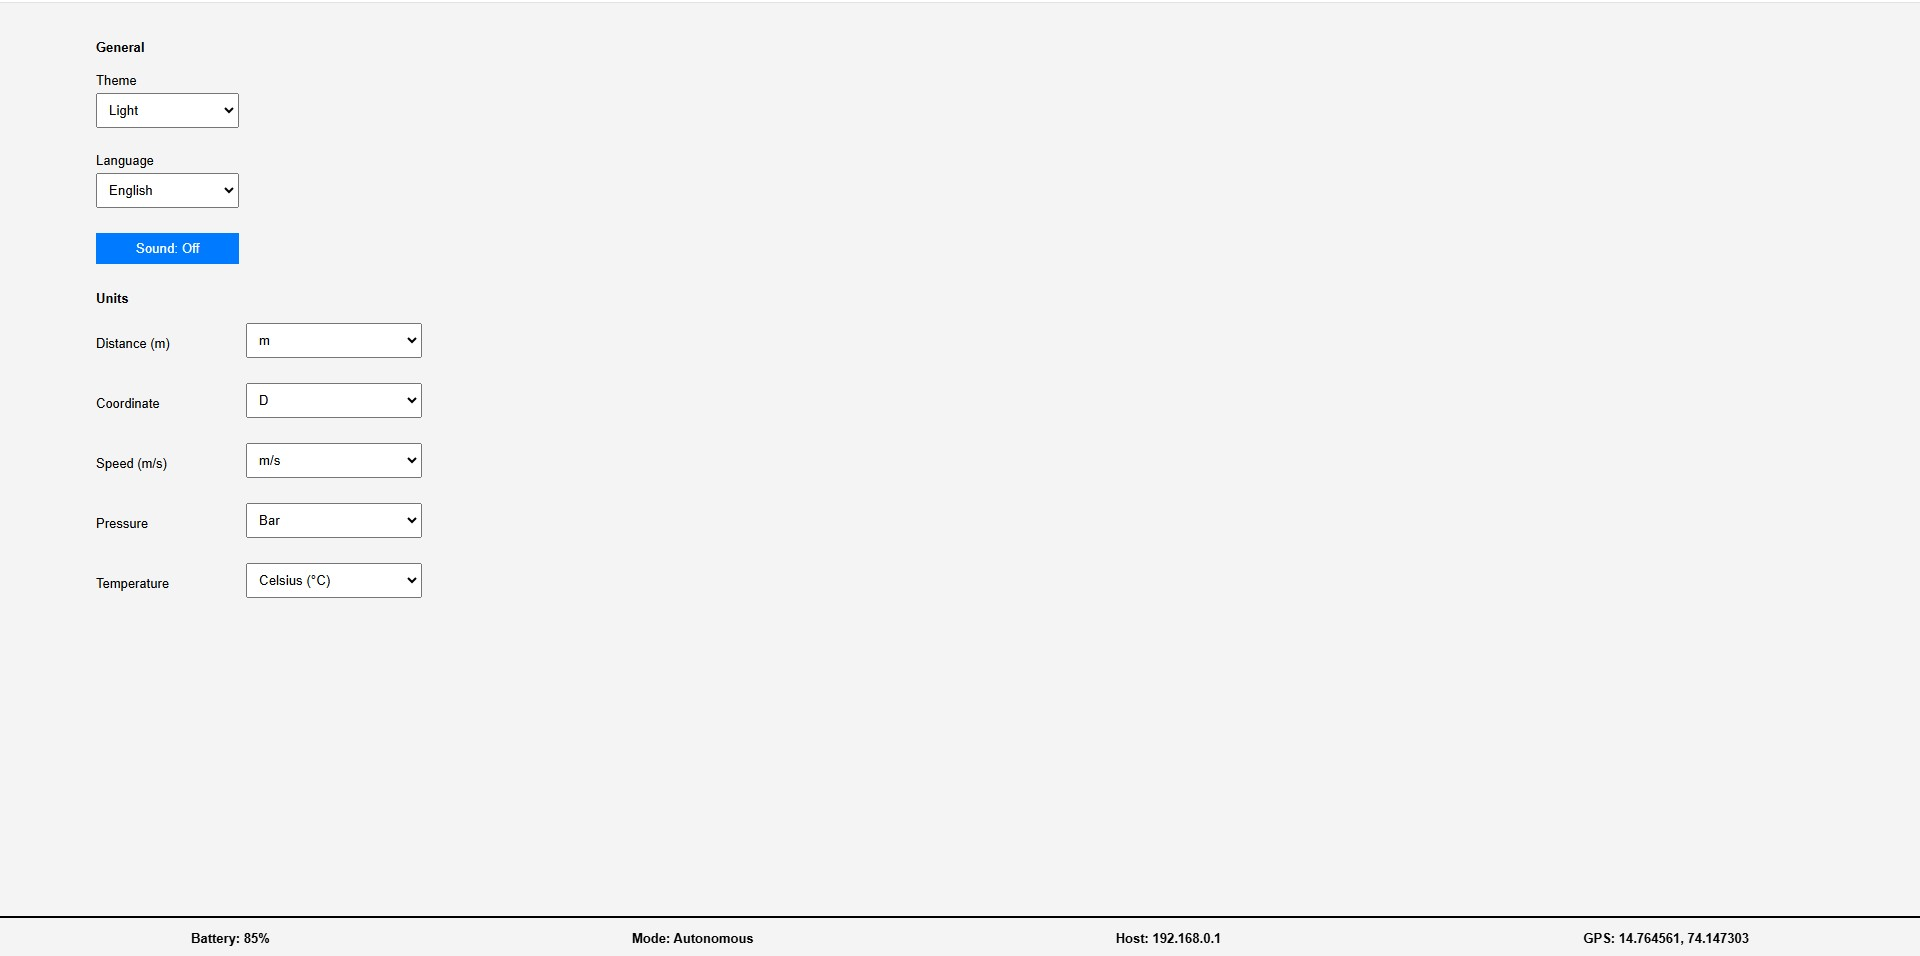 General
Theme
Light
Language
English
Sound: Off
Units
Distance (m) m
Coordinate D
Speed (m/s) m/s
Pressure Bar
Temperature Celsius (°C)
Battery: 85% Mode: Autonomous Host: 192.168.0.1 GPS: 14.764561, 74.147303